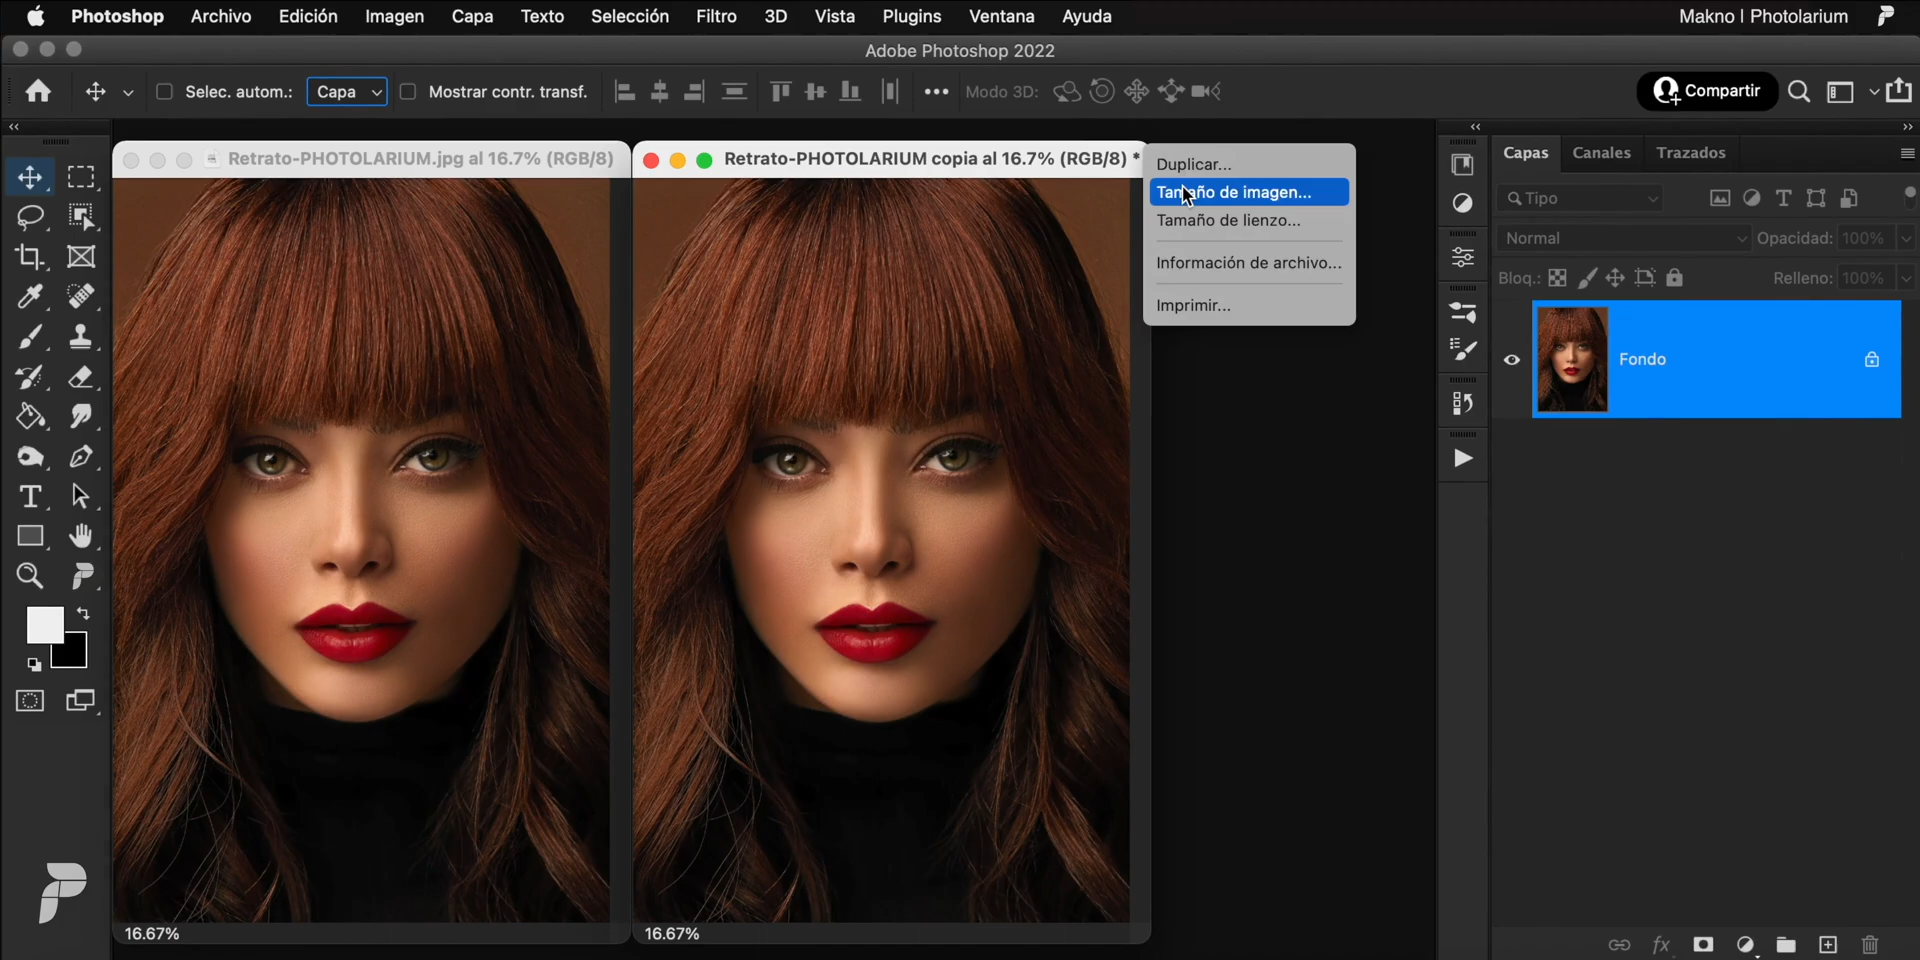 Photoshop Archivo Edición Imagen Capa Texto Selección Filtro 3D Vista Plugins Ventana Ayuda Makno | Photolarium
Adobe Photoshop 2022
Selec. autom.: Capa Mostrar contr. transf. Modo 3D: Compartir
Retrato-PHOTOLARIUM.jpg al 16.7% (RGB/8)
Retrato-PHOTOLARIUM copia al 16.7% (RGB/8) *
Duplicar...
Tamaño de imagen...
Tamaño de lienzo...
Información de archivo...
Imprimir...
Capas Canales Trazados
Tipo
Normal Opacidad: 100%
Bloq.: Relleno: 100%
Fondo
16.67%
16.67%
fx